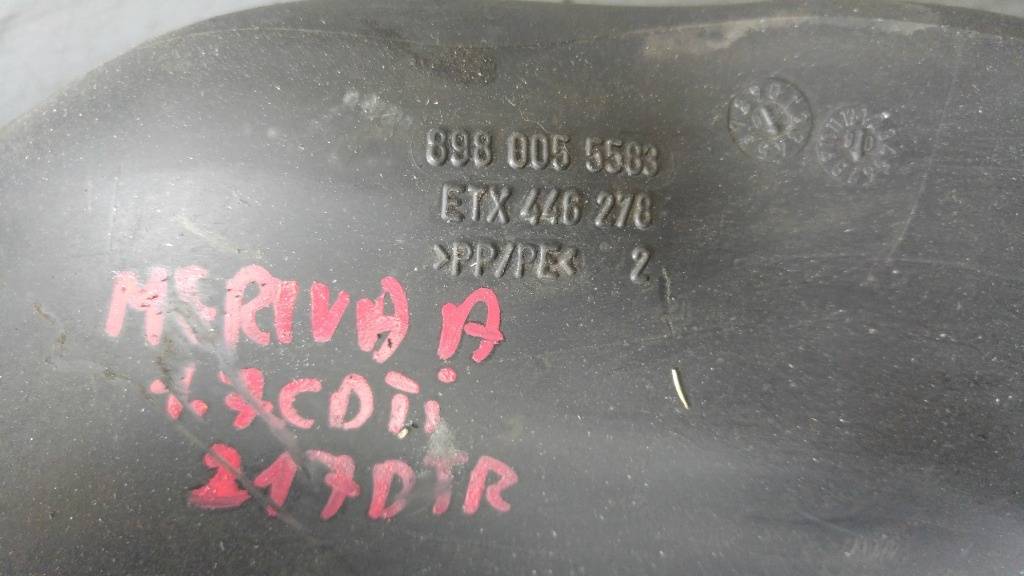 898 005 5583
ETX 446 278
>PP/PE< 2
MERIVA A
1.7CDTi
Z17DTR